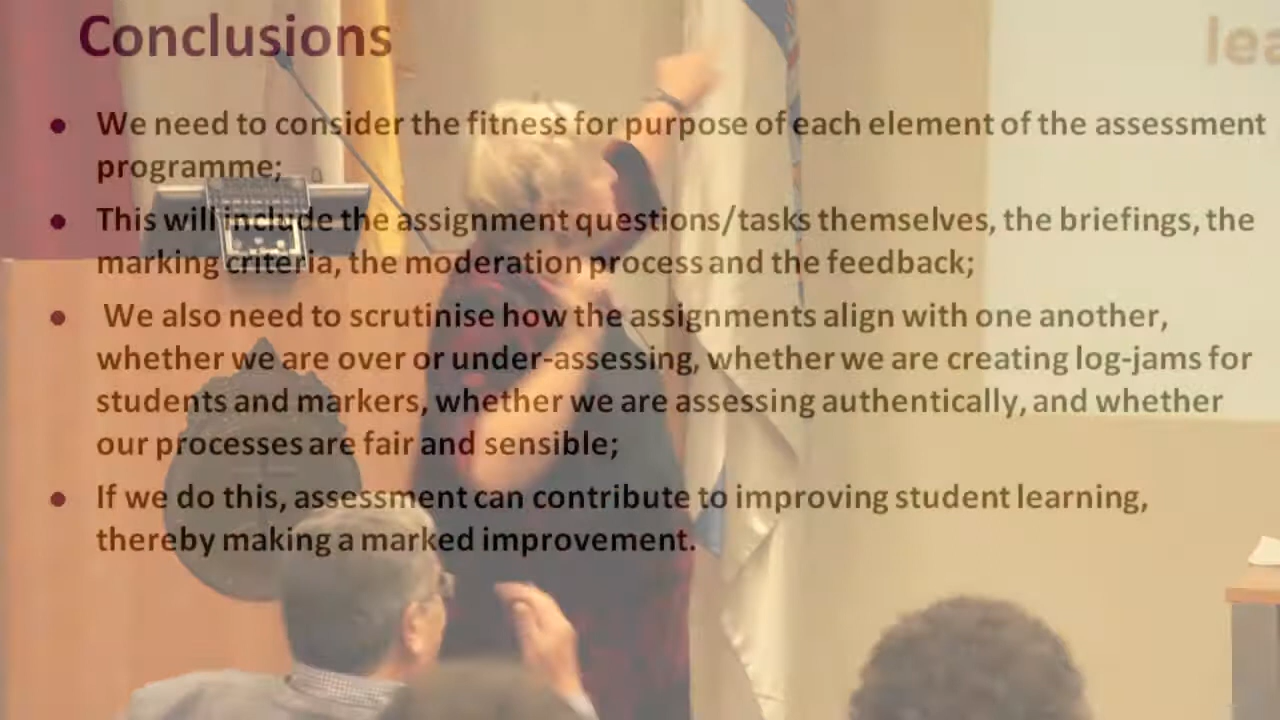 Conclusions
lea
• We need to consider the fitness for purpose of each element of the assessment
programme;
• This will include the assignment questions/tasks themselves, the briefings, the
marking criteria, the moderation process and the feedback;
• We also need to scrutinise how the assignments align with one another,
whether we are over or under-assessing, whether we are creating log-jams for
students and markers, whether we are assessing authentically, and whether
our processes are fair and sensible;
• If we do this, assessment can contribute to improving student learning,
thereby making a marked improvement.